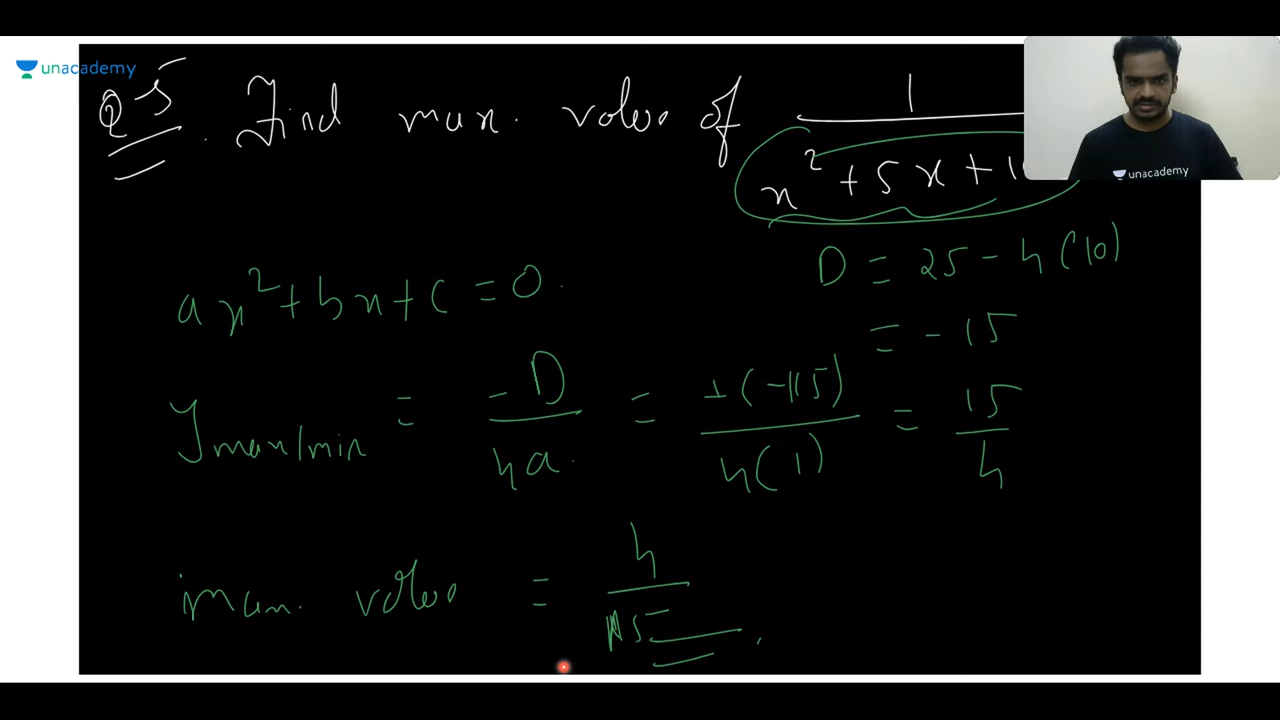 unacademy
Q 5. Find max. value of 1
x² + 5x + 1
unacademy
D = 25 - 4(10)
ax² + bx + c = 0.
= -15
y max/min = -D / 4a. = +(-15) / 4(1) = 15 / 4
max. value = 4 / 15